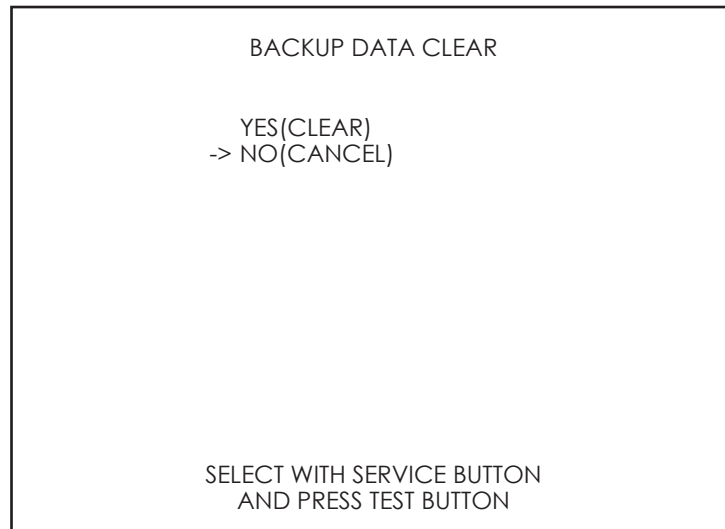 BACKUP DATA CLEAR
YES(CLEAR)
-> NO(CANCEL)
SELECT WITH SERVICE BUTTON
AND PRESS TEST BUTTON